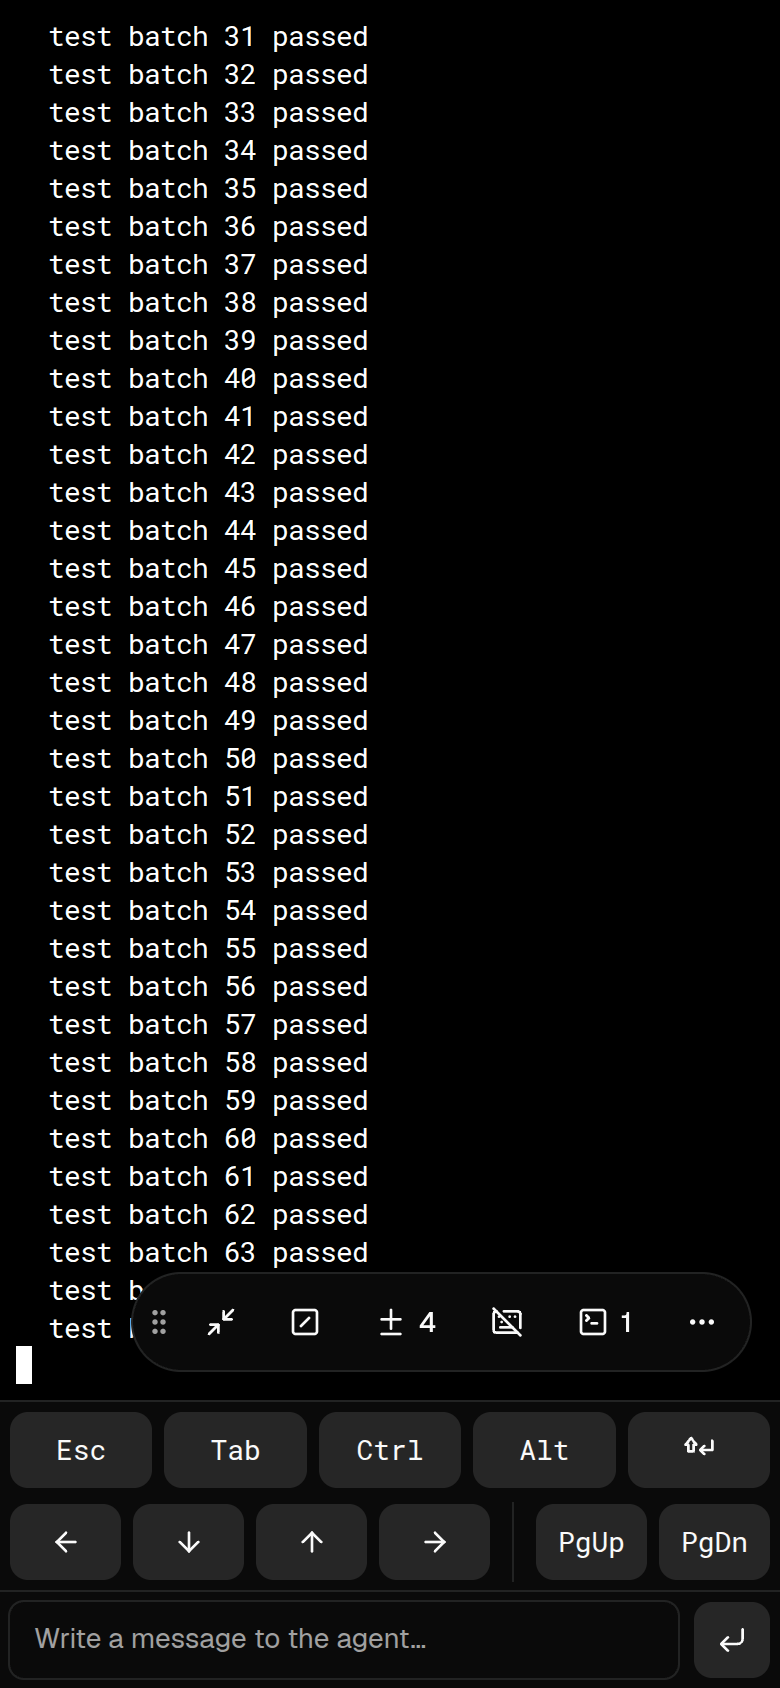 test batch 31 passed
test batch 32 passed
test batch 33 passed
test batch 34 passed
test batch 35 passed
test batch 36 passed
test batch 37 passed
test batch 38 passed
test batch 39 passed
test batch 40 passed
test batch 41 passed
test batch 42 passed
test batch 43 passed
test batch 44 passed
test batch 45 passed
test batch 46 passed
test batch 47 passed
test batch 48 passed
test batch 49 passed
test batch 50 passed
test batch 51 passed
test batch 52 passed
test batch 53 passed
test batch 54 passed
test batch 55 passed
test batch 56 passed
test batch 57 passed
test batch 58 passed
test batch 59 passed
test batch 60 passed
test batch 61 passed
test batch 62 passed
test batch 63 passed
test
test
± 4 1
Esc Tab Ctrl Alt
← ↓ ↑ → PgUp PgDn
Write a message to the agent…